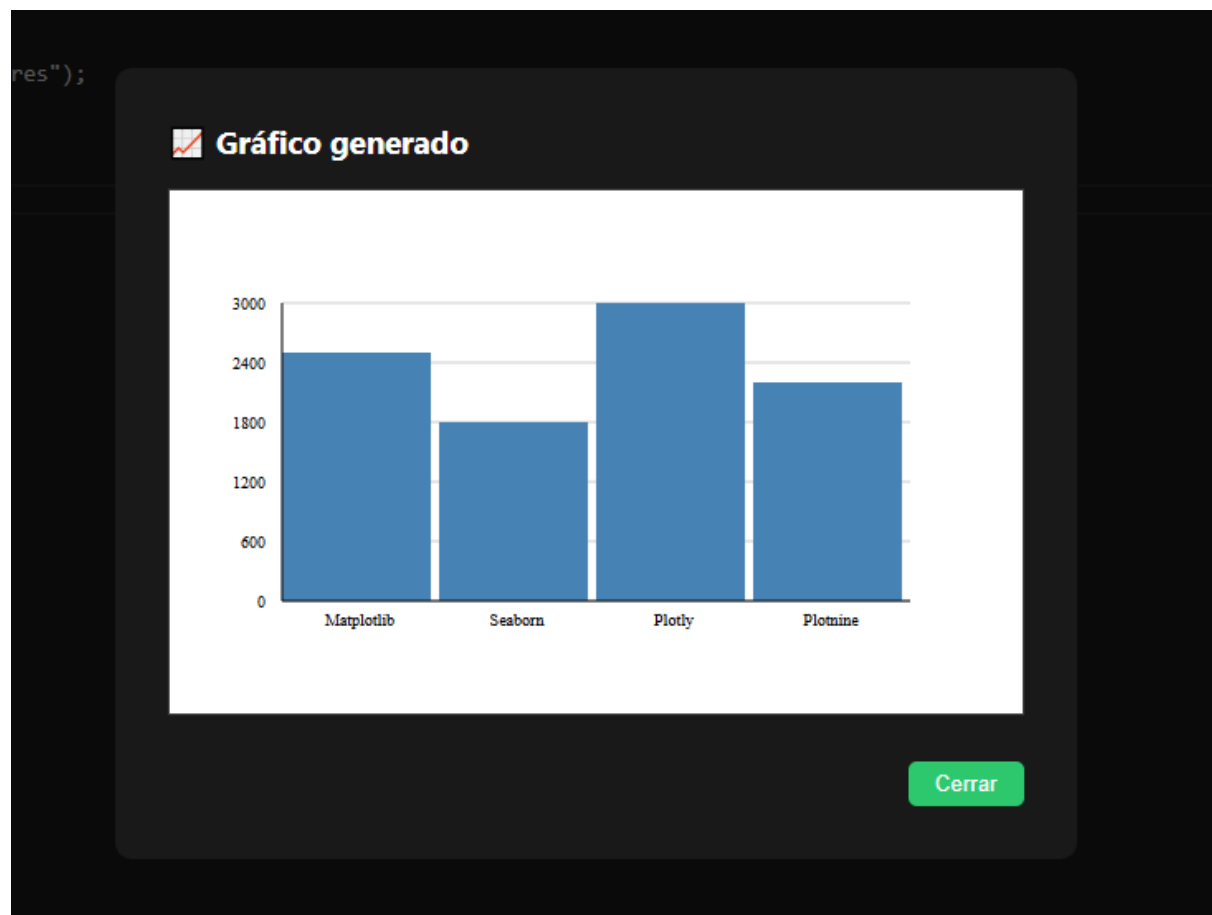 res");
📈 Gráfico generado
3000
2400
1800
1200
600
0
Matplotlib Seaborn Plotly Plotnine
Cerrar